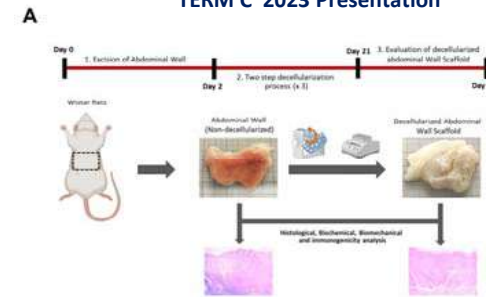 TERM C 2023 Presentation
A
Day 0
Day 21
3. Evaluation of decellularized
abdominal Wall Scaffold
1. Excision of Abdominal Wall
Day 2
2. Two step decellularization
process (x 3)
Day
Wistar Rats
Abdominal Wall
(Non-decellularized)
Decellularized Abdominal
Wall Scaffold
Histological, Biochemical, Biomechanical
and immunogenicity analysis